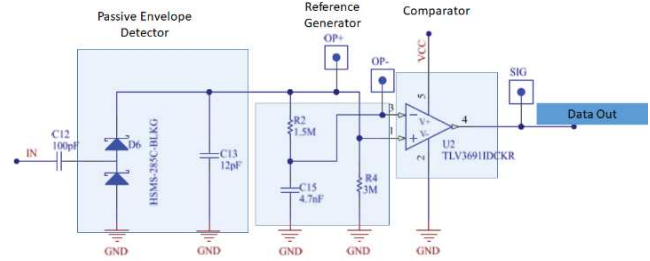 Passive Envelope
Detector
Reference
Generator
Comparator
OP+
OP-
VCC
SIG
Data Out
IN
C12
100pF
D6
HSMS-285C-BLKG
C13
12pF
R2
1.5M
C15
4.7nF
R4
3M
3
1
5
V+
V-
4
2
U2
TLV3691IDCKR
GND
GND
GND
GND
GND